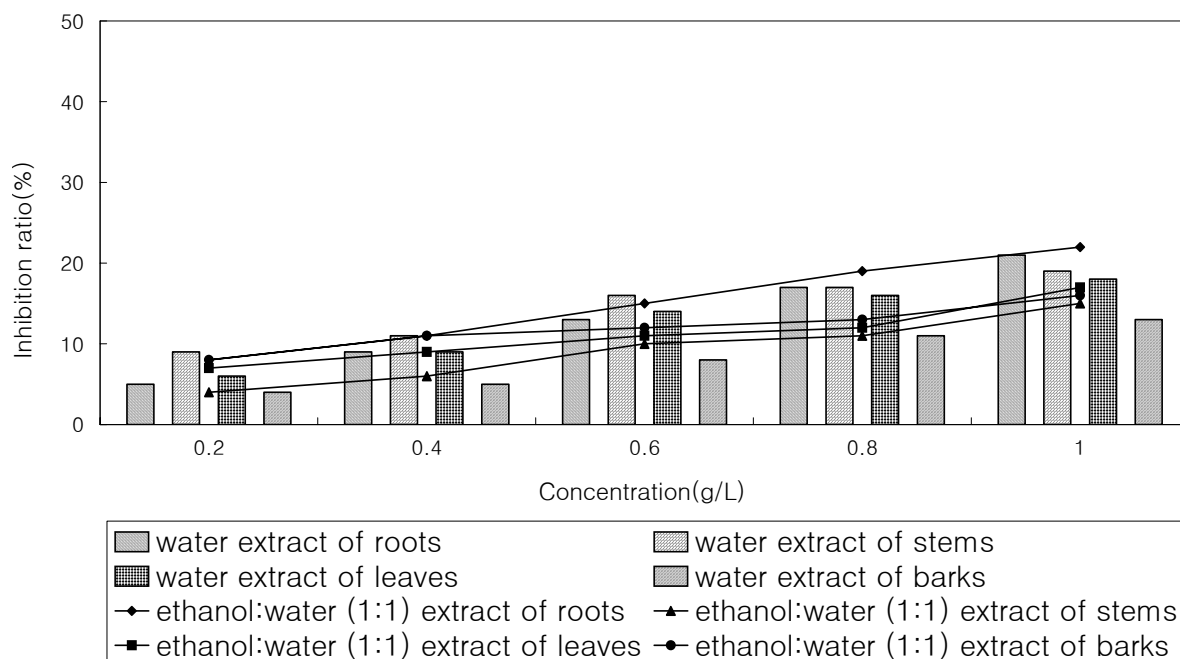 50
40
30
20
10
0
Inhibition ratio(%)
0.2 0.4 0.6 0.8 1
Concentration(g/L)
water extract of roots water extract of stems
water extract of leaves water extract of barks
ethanol:water (1:1) extract of roots ethanol:water (1:1) extract of stems
ethanol:water (1:1) extract of leaves ethanol:water (1:1) extract of barks